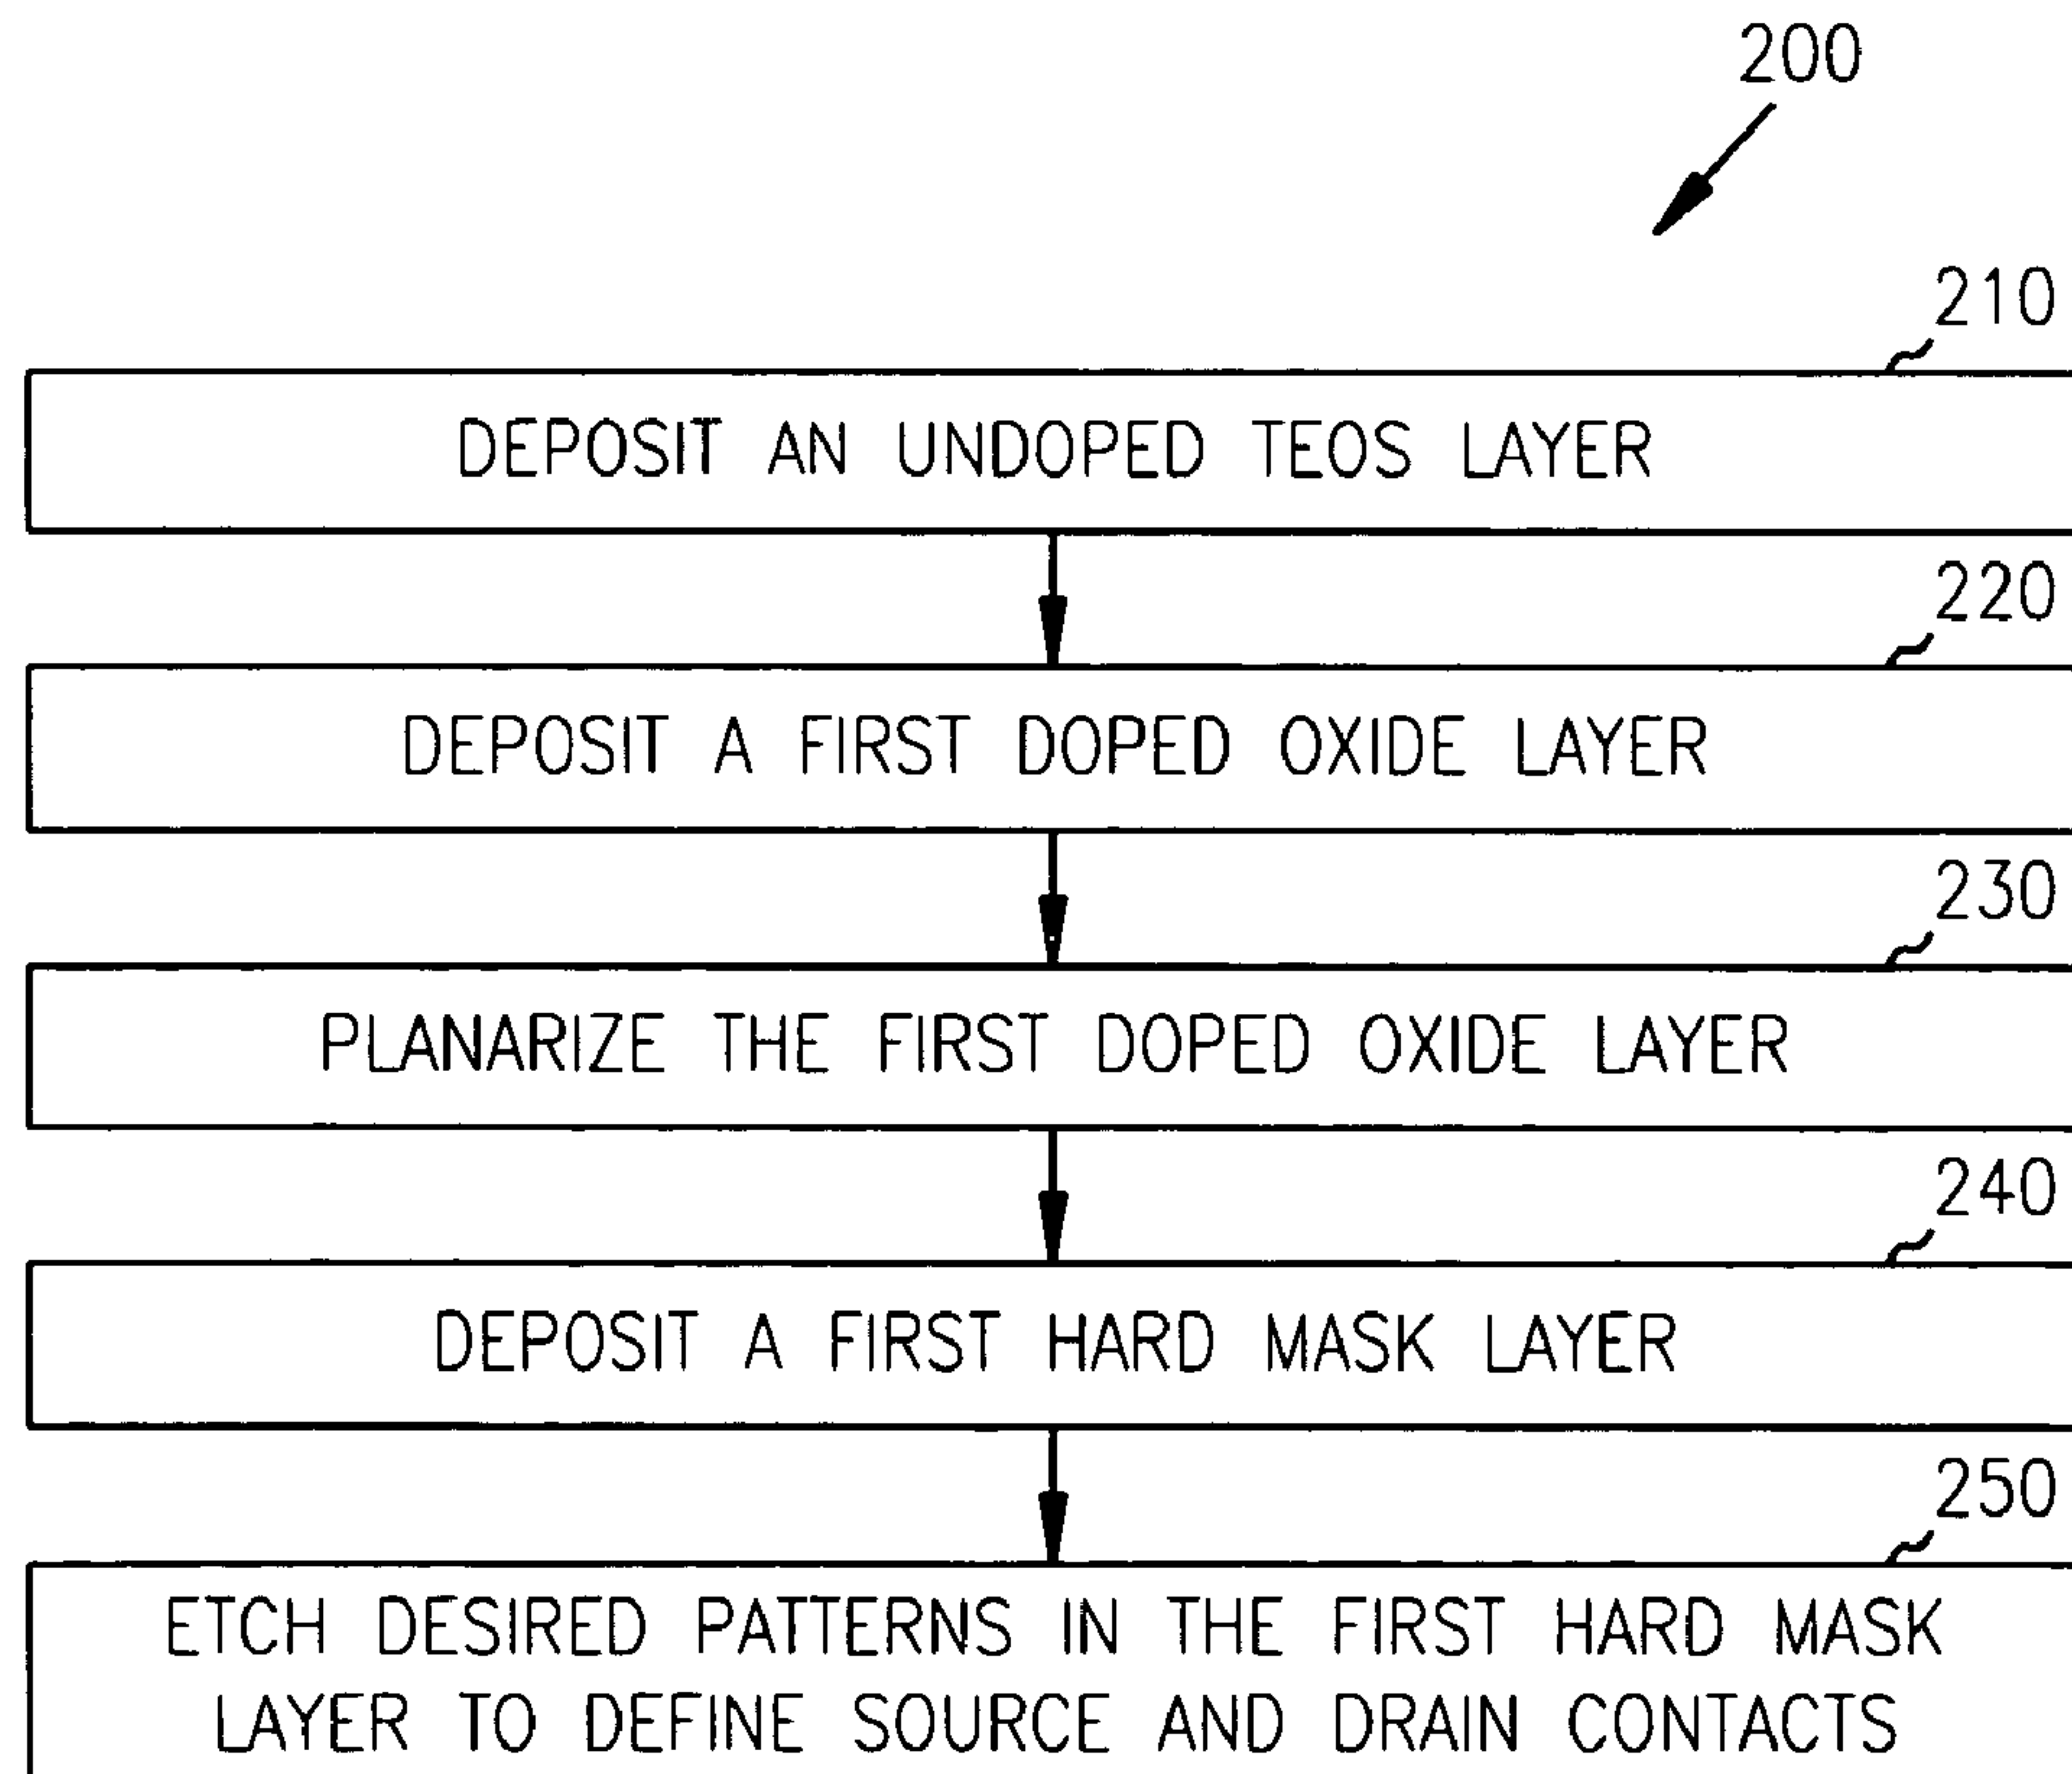 200
210
DEPOSIT AN UNDOPED TEOS LAYER
220
DEPOSIT A FIRST DOPED OXIDE LAYER
230
PLANARIZE THE FIRST DOPED OXIDE LAYER
240
DEPOSIT A FIRST HARD MASK LAYER
250
ETCH DESIRED PATTERNS IN THE FIRST HARD MASK
LAYER TO DEFINE SOURCE AND DRAIN CONTACTS